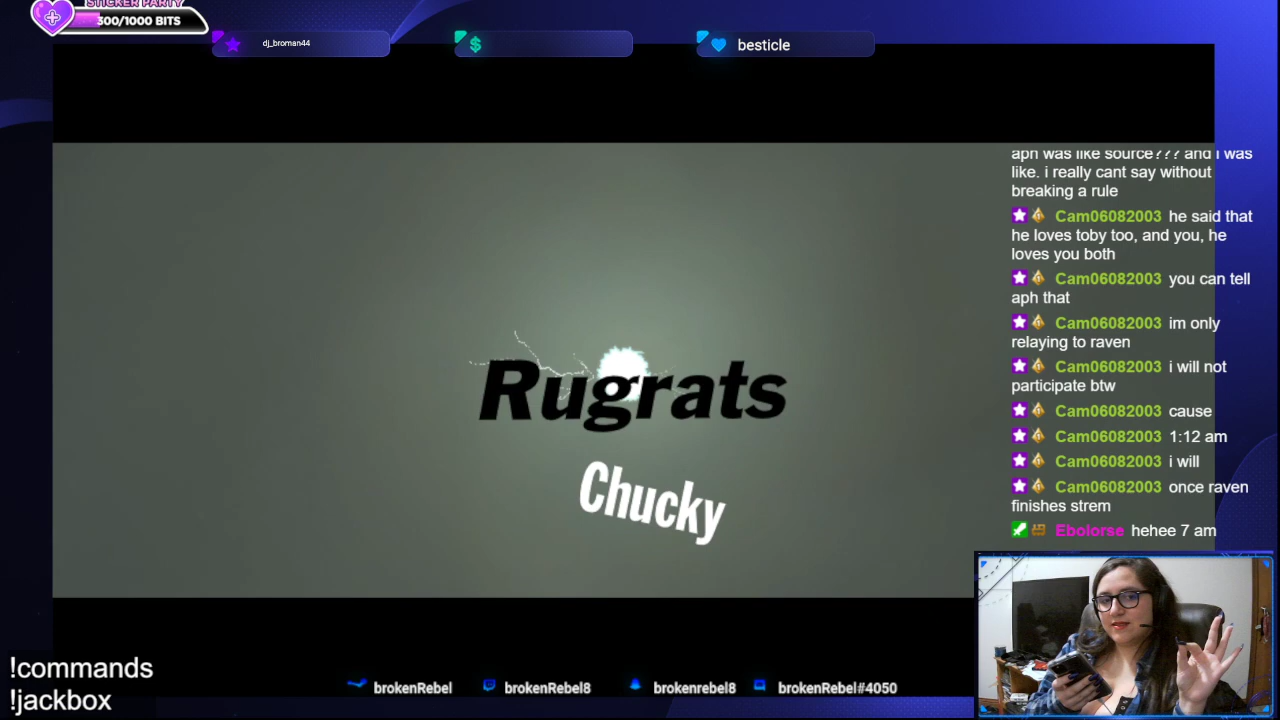 STICKER PARTY
300/1000 BITS
dj_broman44
$
besticle
aph was like source??? and i was
like. i really cant say without
breaking a rule
Cam06082003 he said that
he loves toby too, and you, he
loves you both
Cam06082003 you can tell
aph that
Cam06082003 im only
relaying to raven
Cam06082003 i will not
participate btw
Cam06082003 cause
Cam06082003 1:12 am
Cam06082003 i will
Cam06082003 once raven
finishes strem
Ebolorse hehee 7 am
Rugrats
Chucky
!commands
!jackbox
brokenRebel
brokenRebel8
brokenrebel8
brokenRebel#4050